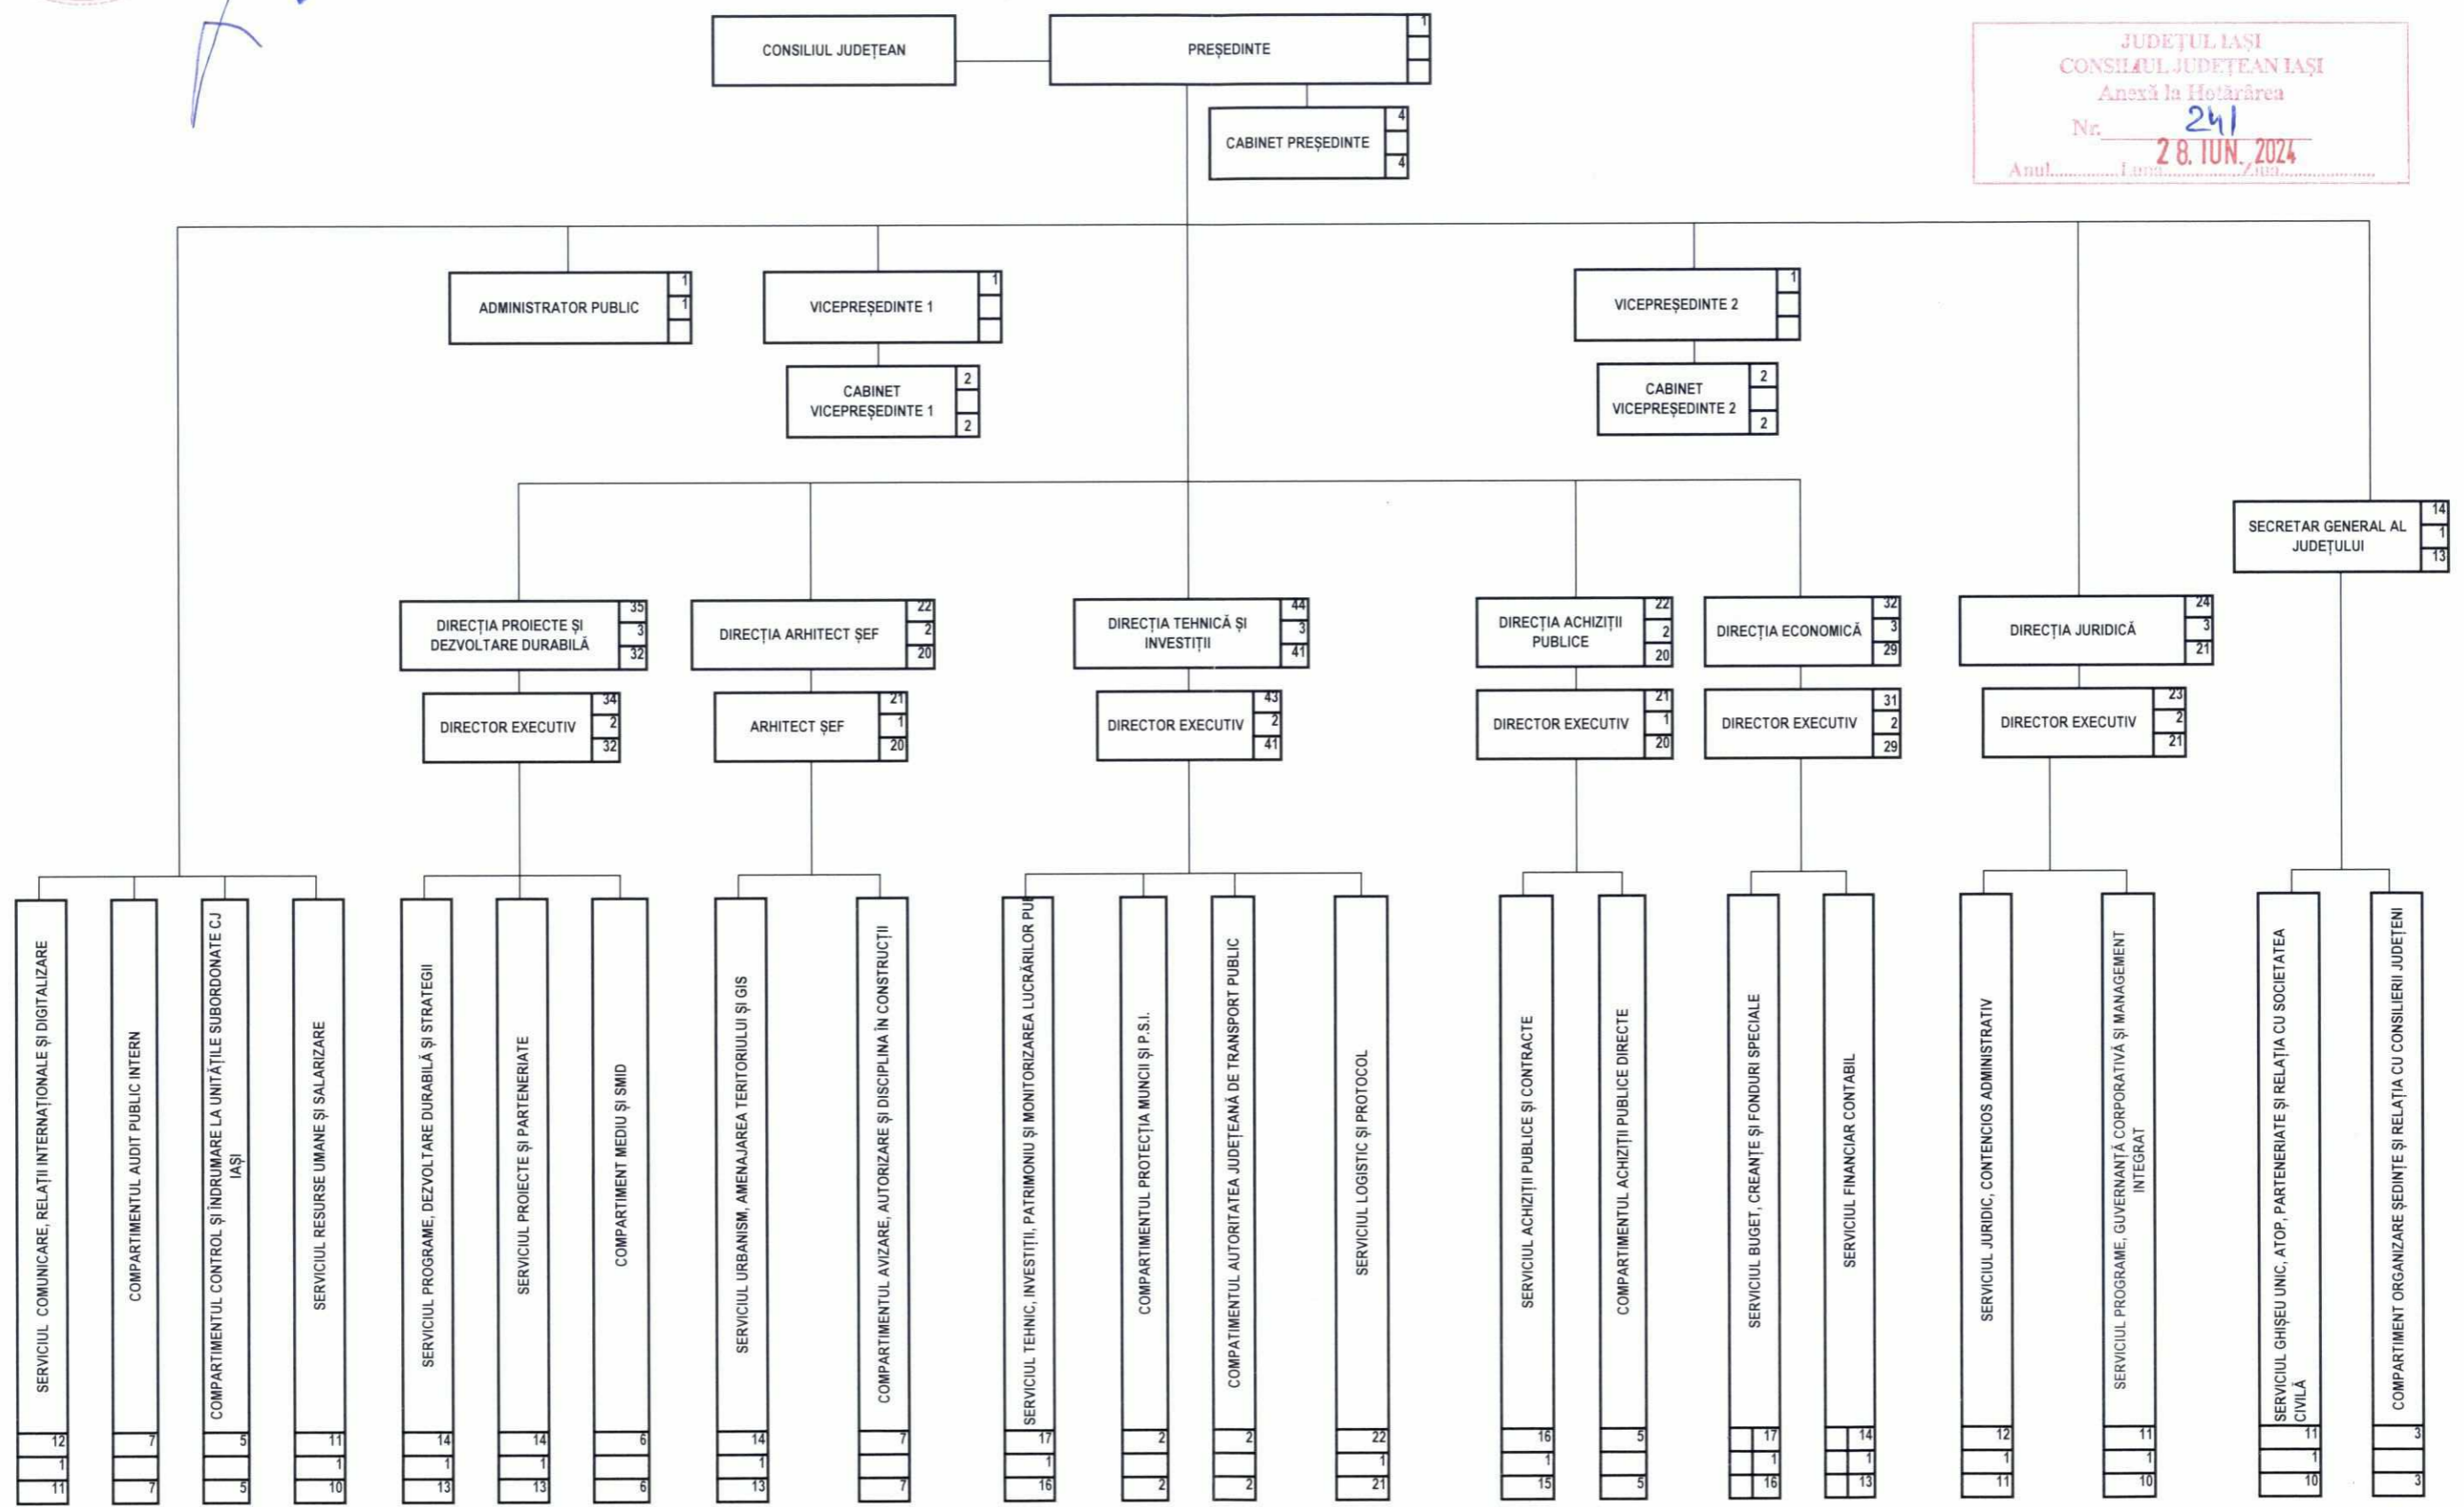 CONSILIUL JUDEȚEAN
PREȘEDINTE
1
CABINET PREȘEDINTE
4
4
JUDEȚUL IAȘI
CONSILIUL JUDEȚEAN IAȘI
Anexă la Hotărârea
Nr. 241
28. IUN. 2024
Anul..............Luna................Ziua...................
ADMINISTRATOR PUBLIC
1
1
VICEPREȘEDINTE 1
1
VICEPREȘEDINTE 2
1
CABINET
VICEPREȘEDINTE 1
2
2
CABINET
VICEPREȘEDINTE 2
2
2
SECRETAR GENERAL AL
JUDEȚULUI
14
1
13
DIRECȚIA PROIECTE ȘI
DEZVOLTARE DURABILĂ
35
3
32
DIRECȚIA ARHITECT ȘEF
22
2
20
DIRECȚIA TEHNICĂ ȘI
INVESTIȚII
44
3
41
DIRECȚIA ACHIZIȚII
PUBLICE
22
2
20
DIRECȚIA ECONOMICĂ
32
3
29
DIRECȚIA JURIDICĂ
24
3
21
DIRECTOR EXECUTIV
34
2
32
ARHITECT ȘEF
21
1
20
DIRECTOR EXECUTIV
43
2
41
DIRECTOR EXECUTIV
21
1
20
DIRECTOR EXECUTIV
31
2
29
DIRECTOR EXECUTIV
23
2
21
SERVICIUL COMUNICARE, RELAȚII INTERNAȚIONALE ȘI DIGITALIZARE
12
1
11
COMPARTIMENTUL AUDIT PUBLIC INTERN
7
7
COMPARTIMENTUL CONTROL ȘI ÎNDRUMARE LA UNITĂȚILE SUBORDONATE CJ
IAȘI
5
5
SERVICIUL RESURSE UMANE ȘI SALARIZARE
11
1
10
SERVICIUL PROGRAME, DEZVOLTARE DURABILĂ ȘI STRATEGII
14
1
13
SERVICIUL PROIECTE ȘI PARTENERIATE
14
1
13
COMPARTIMENT MEDIU ȘI SMID
6
6
SERVICIUL URBANISM, AMENAJAREA TERITORIULUI ȘI GIS
14
1
13
COMPARTIMENTUL AVIZARE, AUTORIZARE ȘI DISCIPLINA ÎN CONSTRUCȚII
7
7
SERVICIUL TEHNIC, INVESTIȚII, PATRIMONIU ȘI MONITORIZAREA LUCRĂRILOR PU
17
1
16
COMPARTIMENTUL PROTECȚIA MUNCII ȘI P.S.I.
2
2
COMPATIMENTUL AUTORITATEA JUDEȚEANĂ DE TRANSPORT PUBLIC
2
2
SERVICIUL LOGISTIC ȘI PROTOCOL
22
1
21
SERVICIUL ACHIZIȚII PUBLICE ȘI CONTRACTE
16
1
15
COMPARTIMENTUL ACHIZIȚII PUBLICE DIRECTE
5
5
SERVICIUL BUGET, CREANȚE ȘI FONDURI SPECIALE
17
1
16
SERVICIUL FINANCIAR CONTABIL
14
1
13
SERVICIUL JURIDIC, CONTENCIOS ADMINISTRATIV
12
1
11
SERVICIUL PROGRAME, GUVERNANȚĂ CORPORATIVĂ ȘI MANAGEMENT
INTEGRAT
11
1
10
SERVICIUL GHIȘEU UNIC, ATOP, PARTENERIATE ȘI RELAȚIA CU SOCIETATEA
CIVILĂ
11
1
10
COMPARTIMENT ORGANIZARE ȘEDINȚE ȘI RELAȚIA CU CONSILIERII JUDEȚENI
3
3